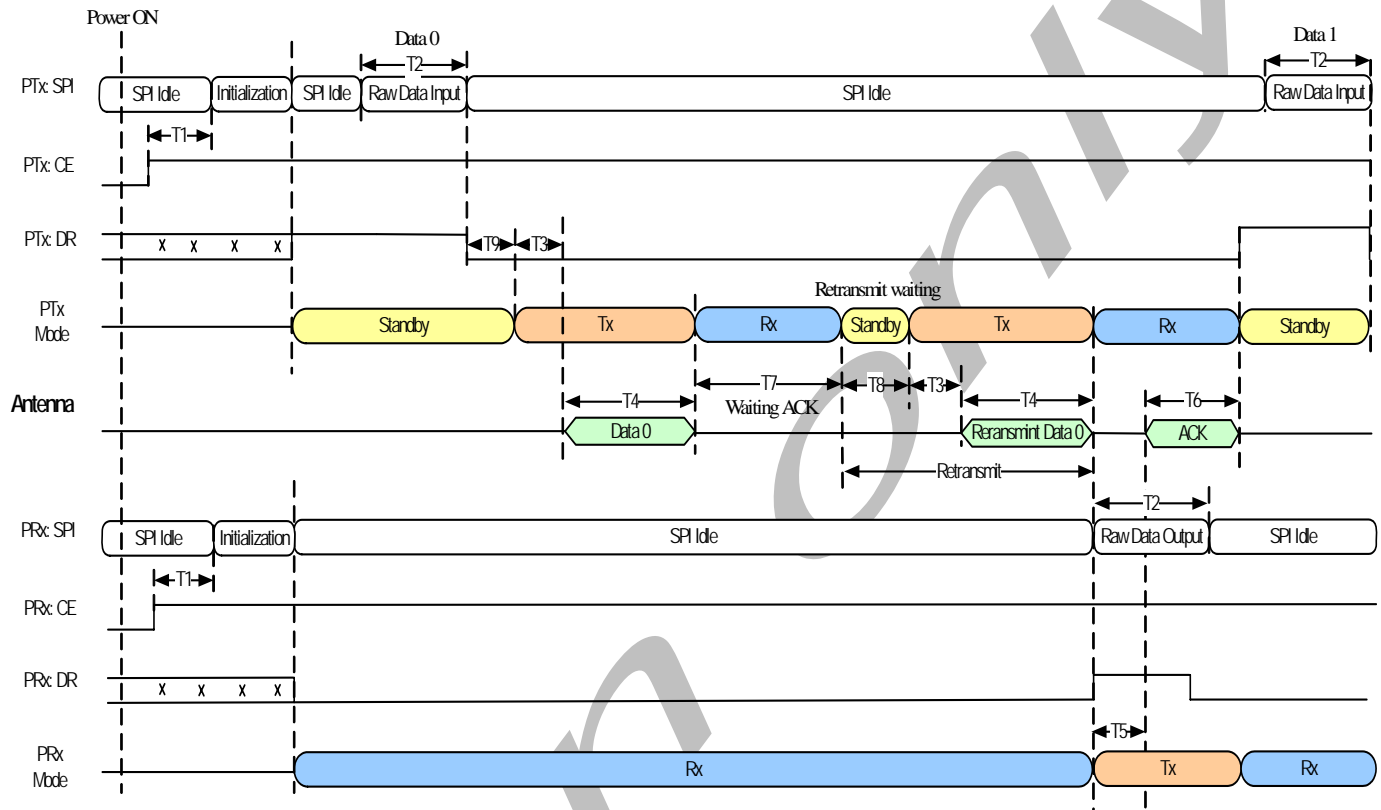 Power ON
Data 0
Data 1
T2
T2
PTx: SPI
SPI Idle
Initialization
SPI Idle
Raw Data Input
SPI Idle
Raw Data Input
T1
PTx: CE
PTx: DR
X X X X
T9
T3
Retransmit waiting
PTx
Mode
Standby
Tx
Rx
Standby
Tx
Rx
Standby
T7
T8
T3
Antenna
T4
Waiting ACK
T4
T6
Data 0
Reransmint Data 0
ACK
Retransmit
T2
PRx: SPI
SPI Idle
Initialization
SPI Idle
Raw Data Output
SPI Idle
T1
PRx: CE
PRx: DR
X X X X
T5
PRx
Mode
Rx
Tx
Rx